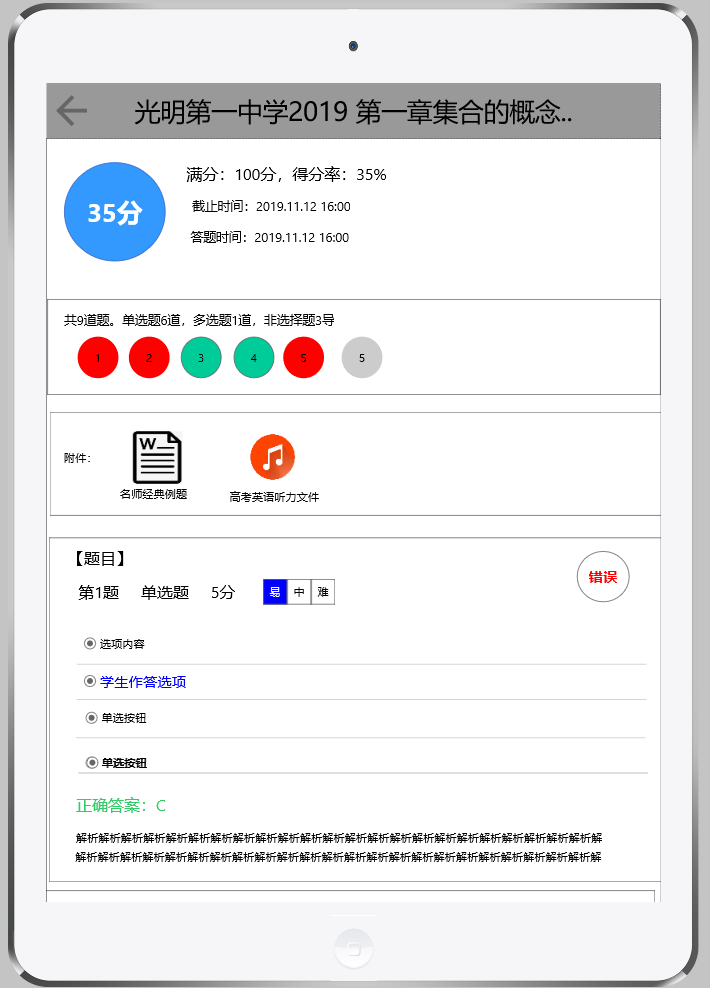 光明第一中学2019 第一章集合的概念..
35分
满分：100分，得分率：35%
截止时间：2019.11.12 16:00
答题时间：2019.11.12 16:00
共9道题。单选题6道，多选题1道，非选择题3导
1 2 3 4 5 5
附件：
W
名师经典例题 高考英语听力文件
【题目】
错误
第1题 单选题 5分 易 中 难
选项内容
学生作答选项
单选按钮
单选按钮
正确答案：C
解析解析解析解析解析解析解析解析解析解析解析解析解析解析解析解析解析解析解析解析解析解析解析解
解析解析解析解析解析解析解析解析解析解析解析解析解析解析解析解析解析解析解析解析解析解析解析解